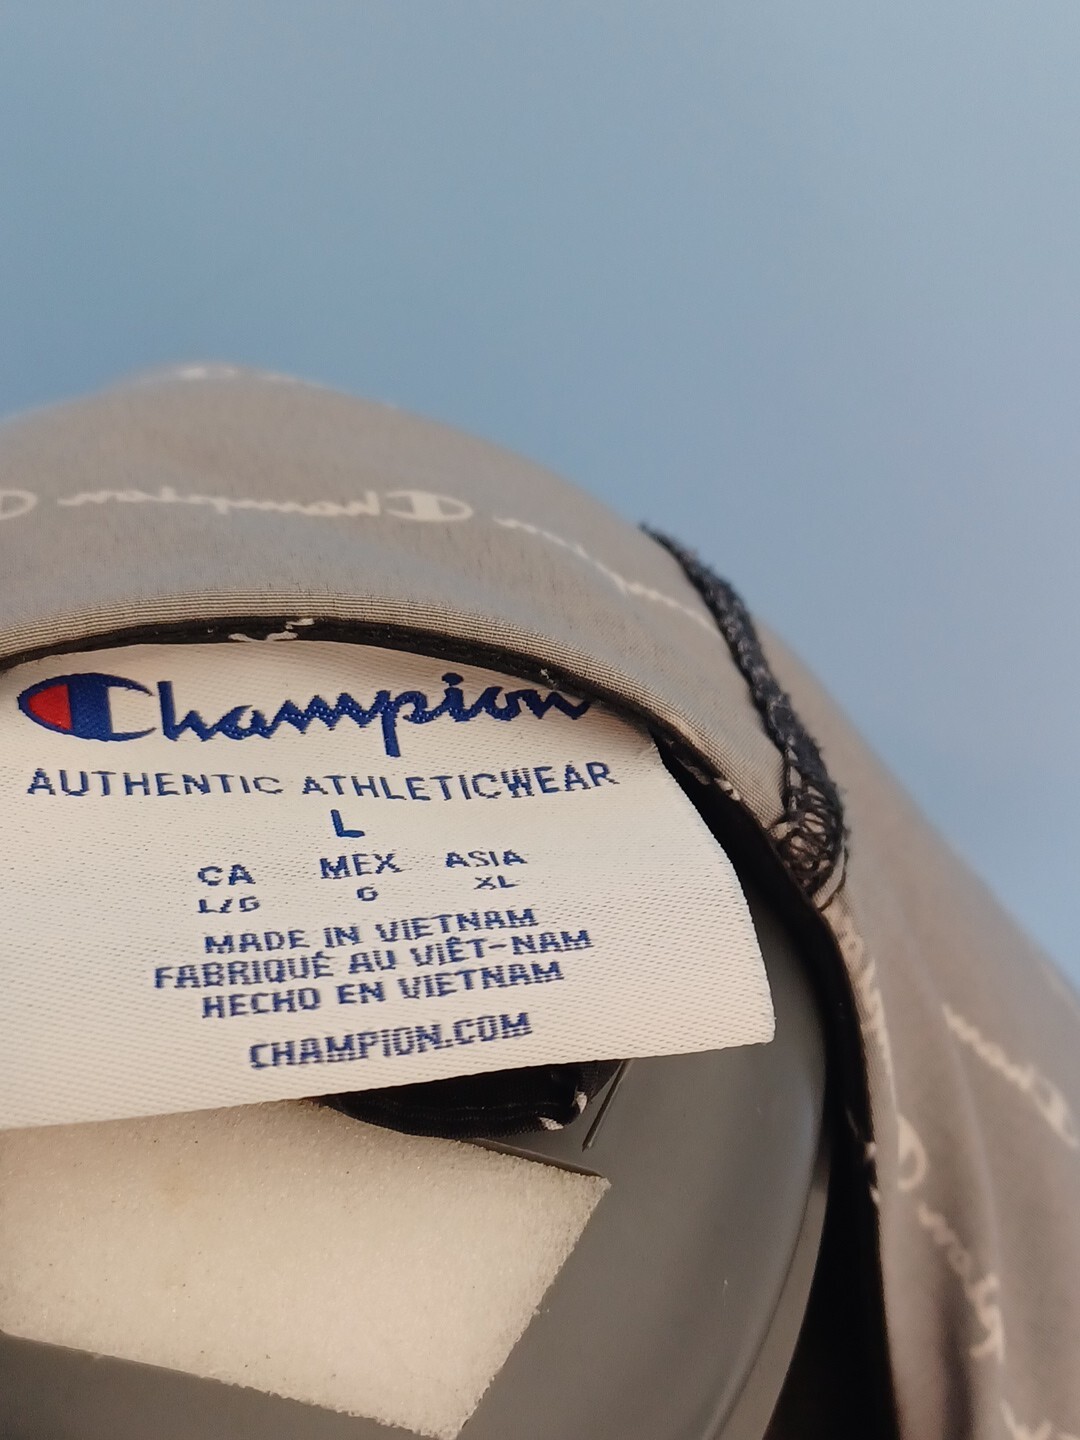 Champion
Champion
AUTHENTIC ATHLETICWEAR
L
CA MEX ASIA
L/G G XL
MADE IN VIETNAM
FABRIQUÉ AU VIÊT-NAM
HECHO EN VIETNAM
CHAMPION.COM